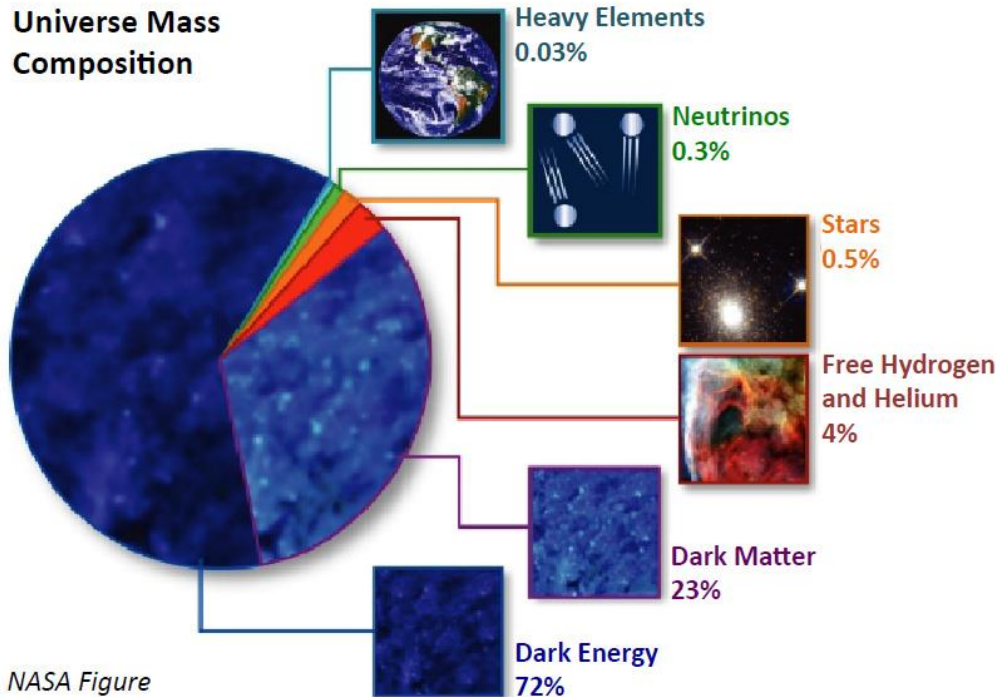 Universe Mass
Composition
Heavy Elements
0.03%
Neutrinos
0.3%
Stars
0.5%
Free Hydrogen
and Helium
4%
Dark Matter
23%
Dark Energy
72%
NASA Figure